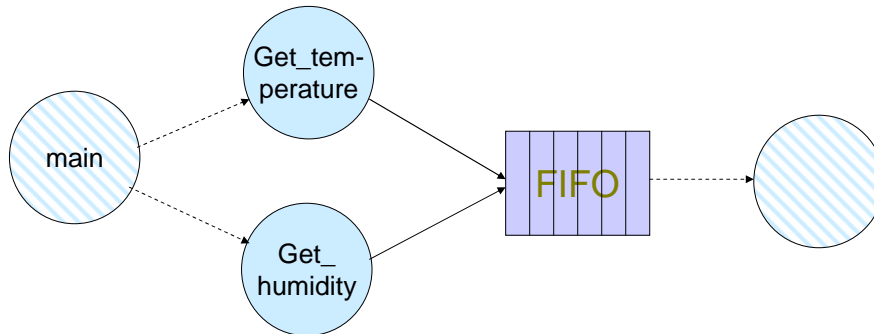 main
Get_tem-
perature
Get_
humidity
FIFO